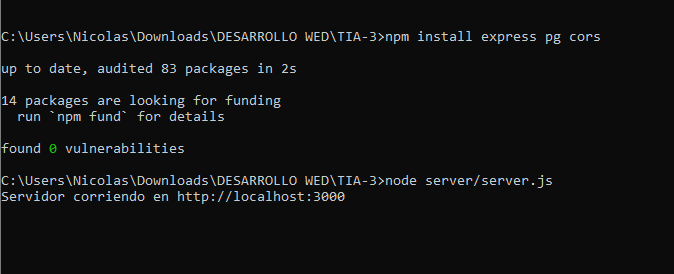 C:\Users\Nicolas\Downloads\DESARROLLO WED\TIA-3>npm install express pg cors
up to date, audited 83 packages in 2s
14 packages are looking for funding
run `npm fund` for details
found 0 vulnerabilities
C:\Users\Nicolas\Downloads\DESARROLLO WED\TIA-3>node server/server.js
Servidor corriendo en http://localhost:3000